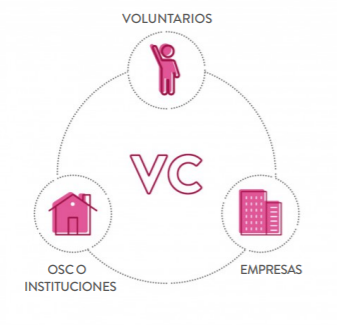 VOLUNTARIOS
VC
OSC O
INSTITUCIONES
EMPRESAS